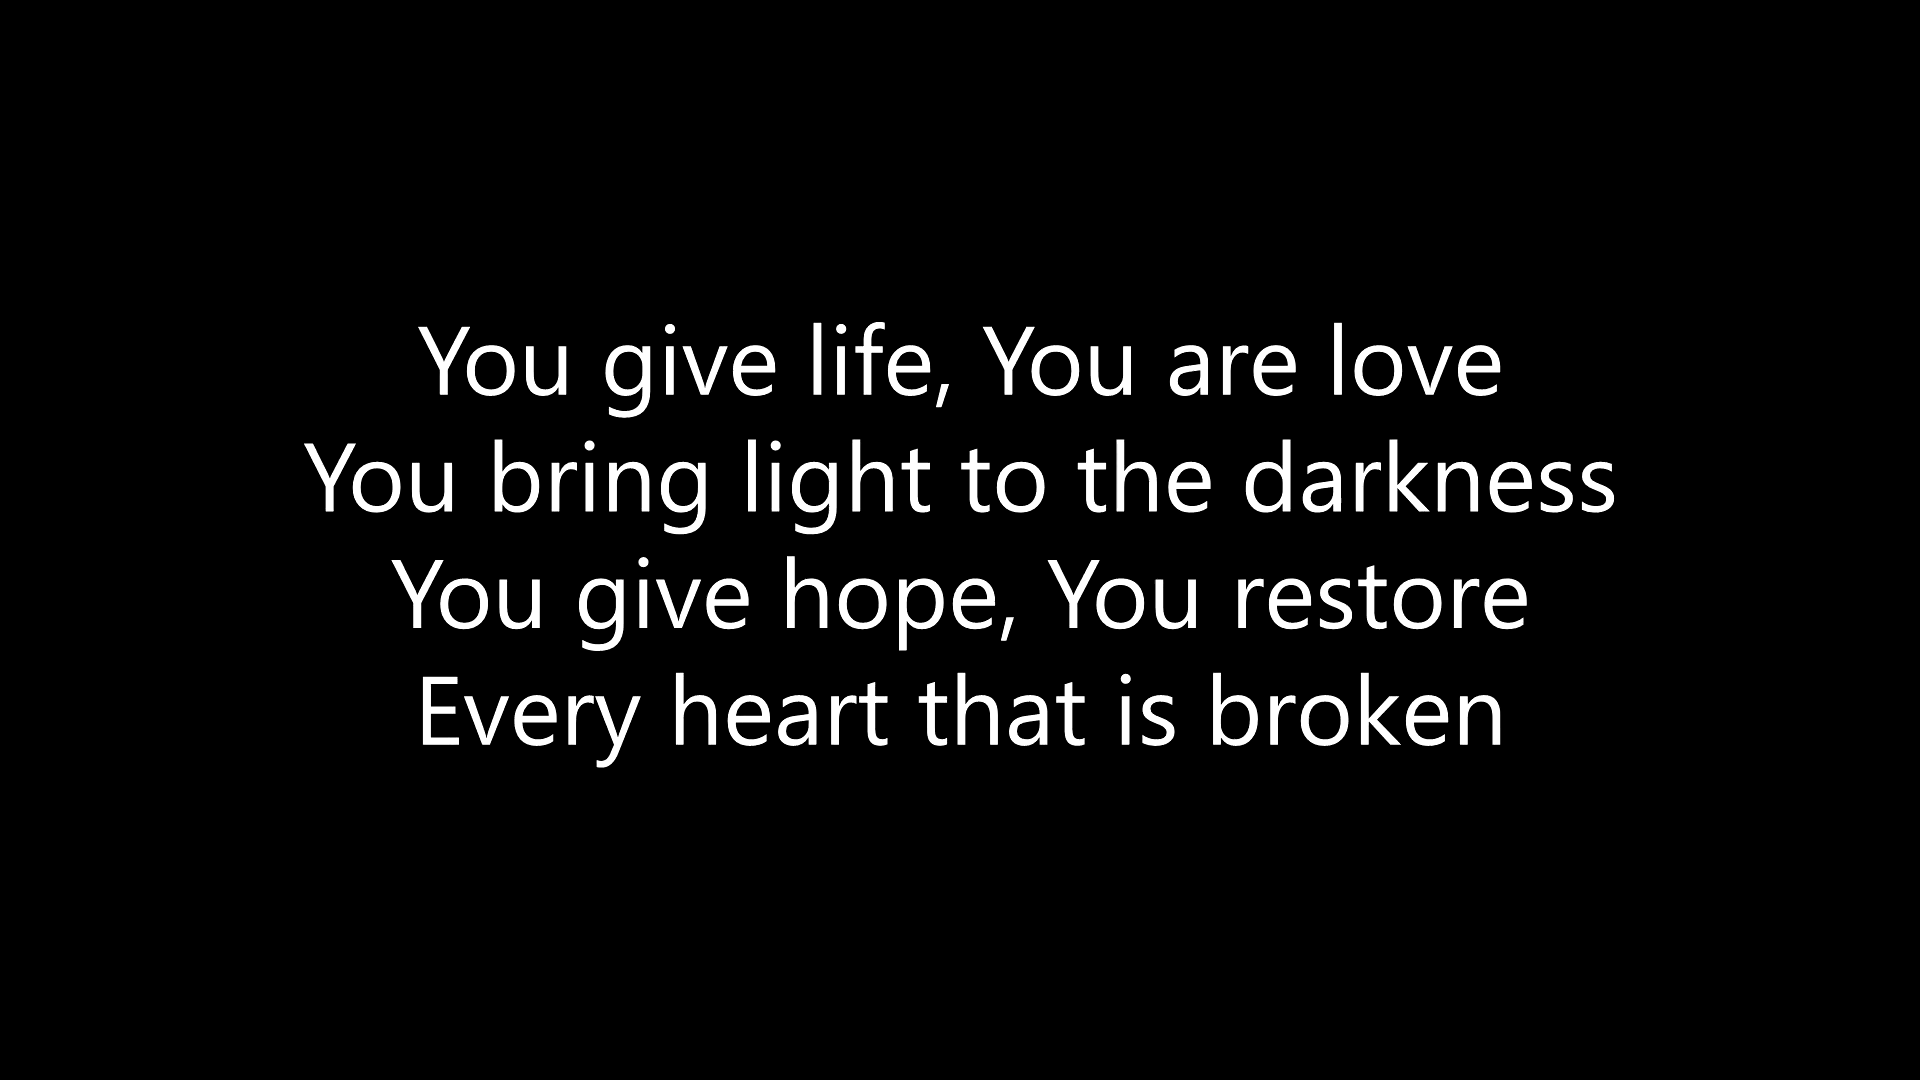 You give life, You are love
You bring light to the darkness
You give hope, You restore
Every heart that is broken